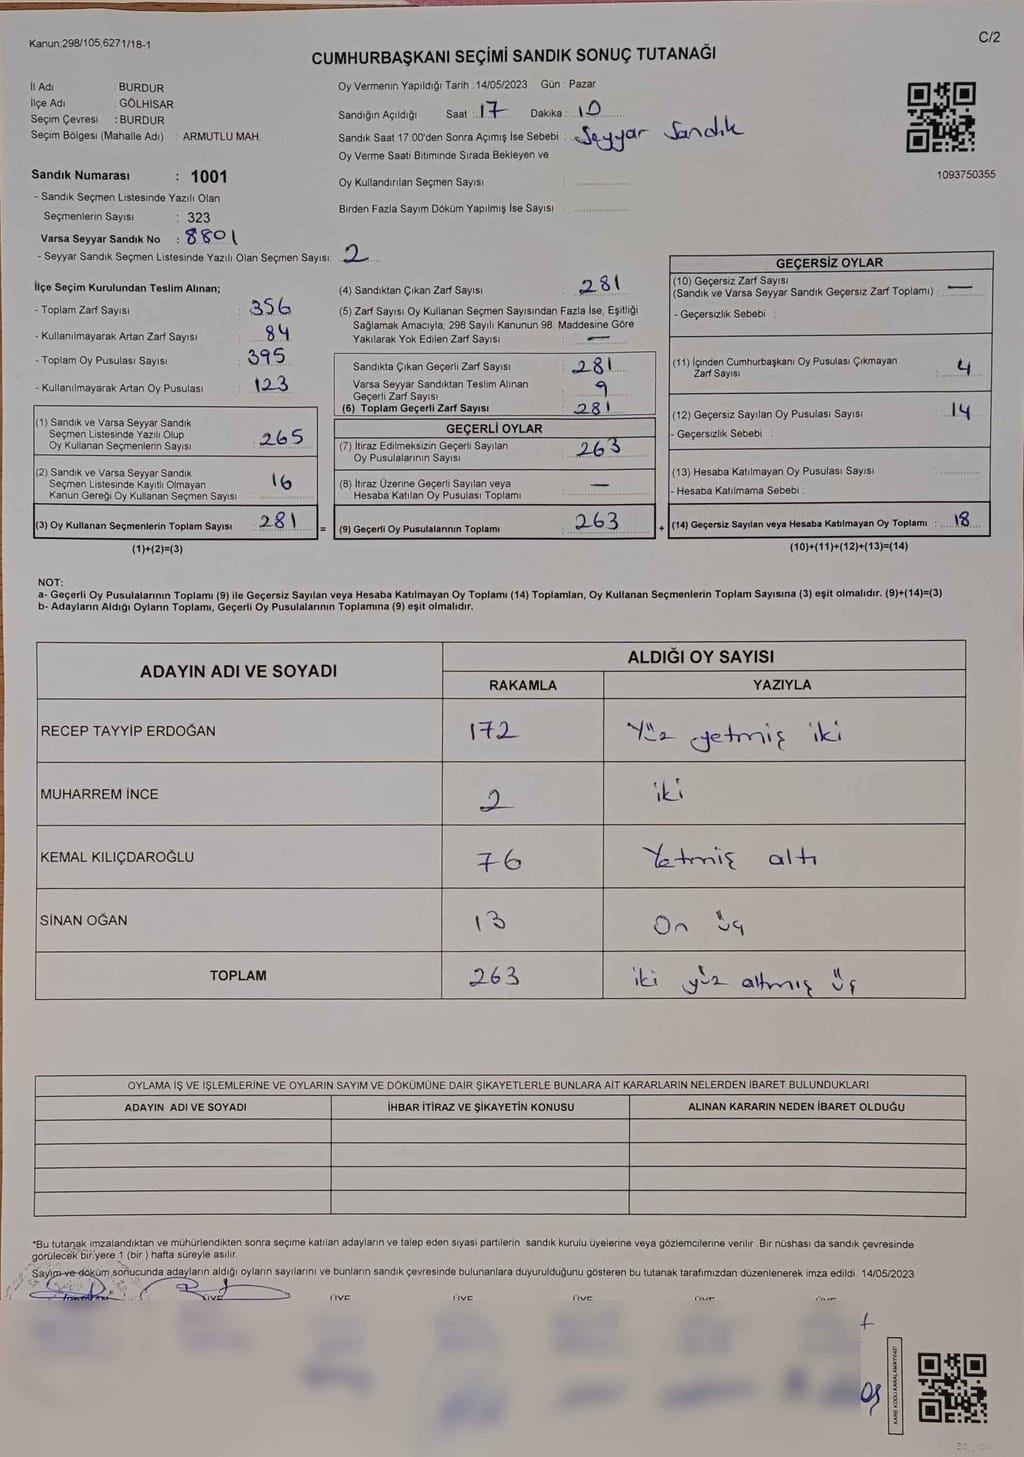 Kanun;298/105;6271/18-1
C/2
CUMHURBAŞKANI SEÇİMİ SANDIK SONUÇ TUTANAĞI
İl Adı : BURDUR
İlçe Adı : GÖLHİSAR
Seçim Çevresi : BURDUR
Seçim Bölgesi (Mahalle Adı) : ARMUTLU MAH.
Sandık Numarası : 1001
- Sandık Seçmen Listesinde Yazılı Olan
Seçmenlerin Sayısı : 323
Varsa Seyyar Sandık No : 8801
- Seyyar Sandık Seçmen Listesinde Yazılı Olan Seçmen Sayısı: 2
Oy Vermenin Yapıldığı Tarih : 14/05/2023 Gün : Pazar
Sandığın Açıldığı Saat : 17 Dakika : 10
Sandık Saat 17:00'den Sonra Açımış İse Sebebi : Seyyar Sandık
Oy Verme Saati Bitiminde Sırada Bekleyen ve
Oy Kullandırılan Seçmen Sayısı :
Birden Fazla Sayım Döküm Yapılmış İse Sayısı :
1093750355
İlçe Seçim Kurulundan Teslim Alınan;
- Toplam Zarf Sayısı : 356
- Kullanılmayarak Artan Zarf Sayısı : 84
- Toplam Oy Pusulası Sayısı : 395
- Kullanılmayarak Artan Oy Pusulası : 123
(1) Sandık ve Varsa Seyyar Sandık
Seçmen Listesinde Yazılı Olup
Oy Kullanan Seçmenlerin Sayısı : 265
(2) Sandık ve Varsa Seyyar Sandık
Seçmen Listesinde Kayıtlı Olmayan
Kanun Gereği Oy Kullanan Seçmen Sayısı : 16
(3) Oy Kullanan Seçmenlerin Toplam Sayısı : 281 =
(1)+(2)=(3)
(4) Sandıktan Çıkan Zarf Sayısı : 281
(5) Zarf Sayısı Oy Kullanan Seçmen Sayısından Fazla İse, Eşitliği
Sağlamak Amacıyla; 298 Sayılı Kanunun 98. Maddesine Göre
Yakılarak Yok Edilen Zarf Sayısı : —
Sandıkta Çıkan Geçerli Zarf Sayısı : 281
Varsa Seyyar Sandıktan Teslim Alınan
Geçerli Zarf Sayısı : 9
(6) Toplam Geçerli Zarf Sayısı : 281
GEÇERLİ OYLAR
(7) İtiraz Edilmeksizin Geçerli Sayılan
Oy Pusulalarının Sayısı : 263
(8) İtiraz Üzerine Geçerli Sayılan veya
Hesaba Katılan Oy Pusulası Toplamı : —
(9) Geçerli Oy Pusulalarının Toplamı : 263 +
GEÇERSİZ OYLAR
(10) Geçersiz Zarf Sayısı
(Sandık ve Varsa Seyyar Sandık Geçersiz Zarf Toplamı) : —
- Geçersizlik Sebebi :
(11) İçinden Cumhurbaşkanı Oy Pusulası Çıkmayan
Zarf Sayısı : 4
(12) Geçersiz Sayılan Oy Pusulası Sayısı : 14
- Geçersizlik Sebebi :
(13) Hesaba Katılmayan Oy Pusulası Sayısı :
- Hesaba Katılmama Sebebi :
(14) Geçersiz Sayılan veya Hesaba Katılmayan Oy Toplamı : 18
(10)+(11)+(12)+(13)=(14)
NOT:
a- Geçerli Oy Pusulalarının Toplamı (9) ile Geçersiz Sayılan veya Hesaba Katılmayan Oy Toplamı (14) Toplamları, Oy Kullanan Seçmenlerin Toplam Sayısına (3) eşit olmalıdır. (9)+(14)=(3)
b- Adayların Aldığı Oyların Toplamı, Geçerli Oy Pusulalarının Toplamına (9) eşit olmalıdır.
ADAYIN ADI VE SOYADI
ALDIĞI OY SAYISI
RAKAMLA YAZIYLA
RECEP TAYYİP ERDOĞAN 172 Yüz yetmiş iki
MUHARREM İNCE 2 iki
KEMAL KILIÇDAROĞLU 76 Yetmiş altı
SİNAN OĞAN 13 On üç
TOPLAM 263 iki yüz altmış üç
OYLAMA İŞ VE İŞLEMLERİNE VE OYLARIN SAYIM VE DÖKÜMÜNE DAİR ŞİKAYETLERLE BUNLARA AİT KARARLARIN NELERDEN İBARET BULUNDUKLARI
ADAYIN ADI VE SOYADI İHBAR İTİRAZ VE ŞİKAYETİN KONUSU ALINAN KARARIN NEDEN İBARET OLDUĞU
*Bu tutanak imzalandıktan ve mühürlendikten sonra seçime katılan adayların ve talep eden siyasi partilerin sandık kurulu üyelerine veya gözlemcilerine verilir. Bir nüshası da sandık çevresinde
görülecek bir yere 1 (bir ) hafta süreyle asılır.
Sayım ve döküm sonucunda adayların aldığı oyların sayılarını ve bunların sandık çevresinde bulunanlara duyurulduğunu gösteren bu tutanak tarafımızdan düzenlenerek imza edildi. 14/05/2023
ÜYE ÜYE ÜYE ÜYE ÜYE ÜYE
KARE KODU KARALAMAYINIZ!